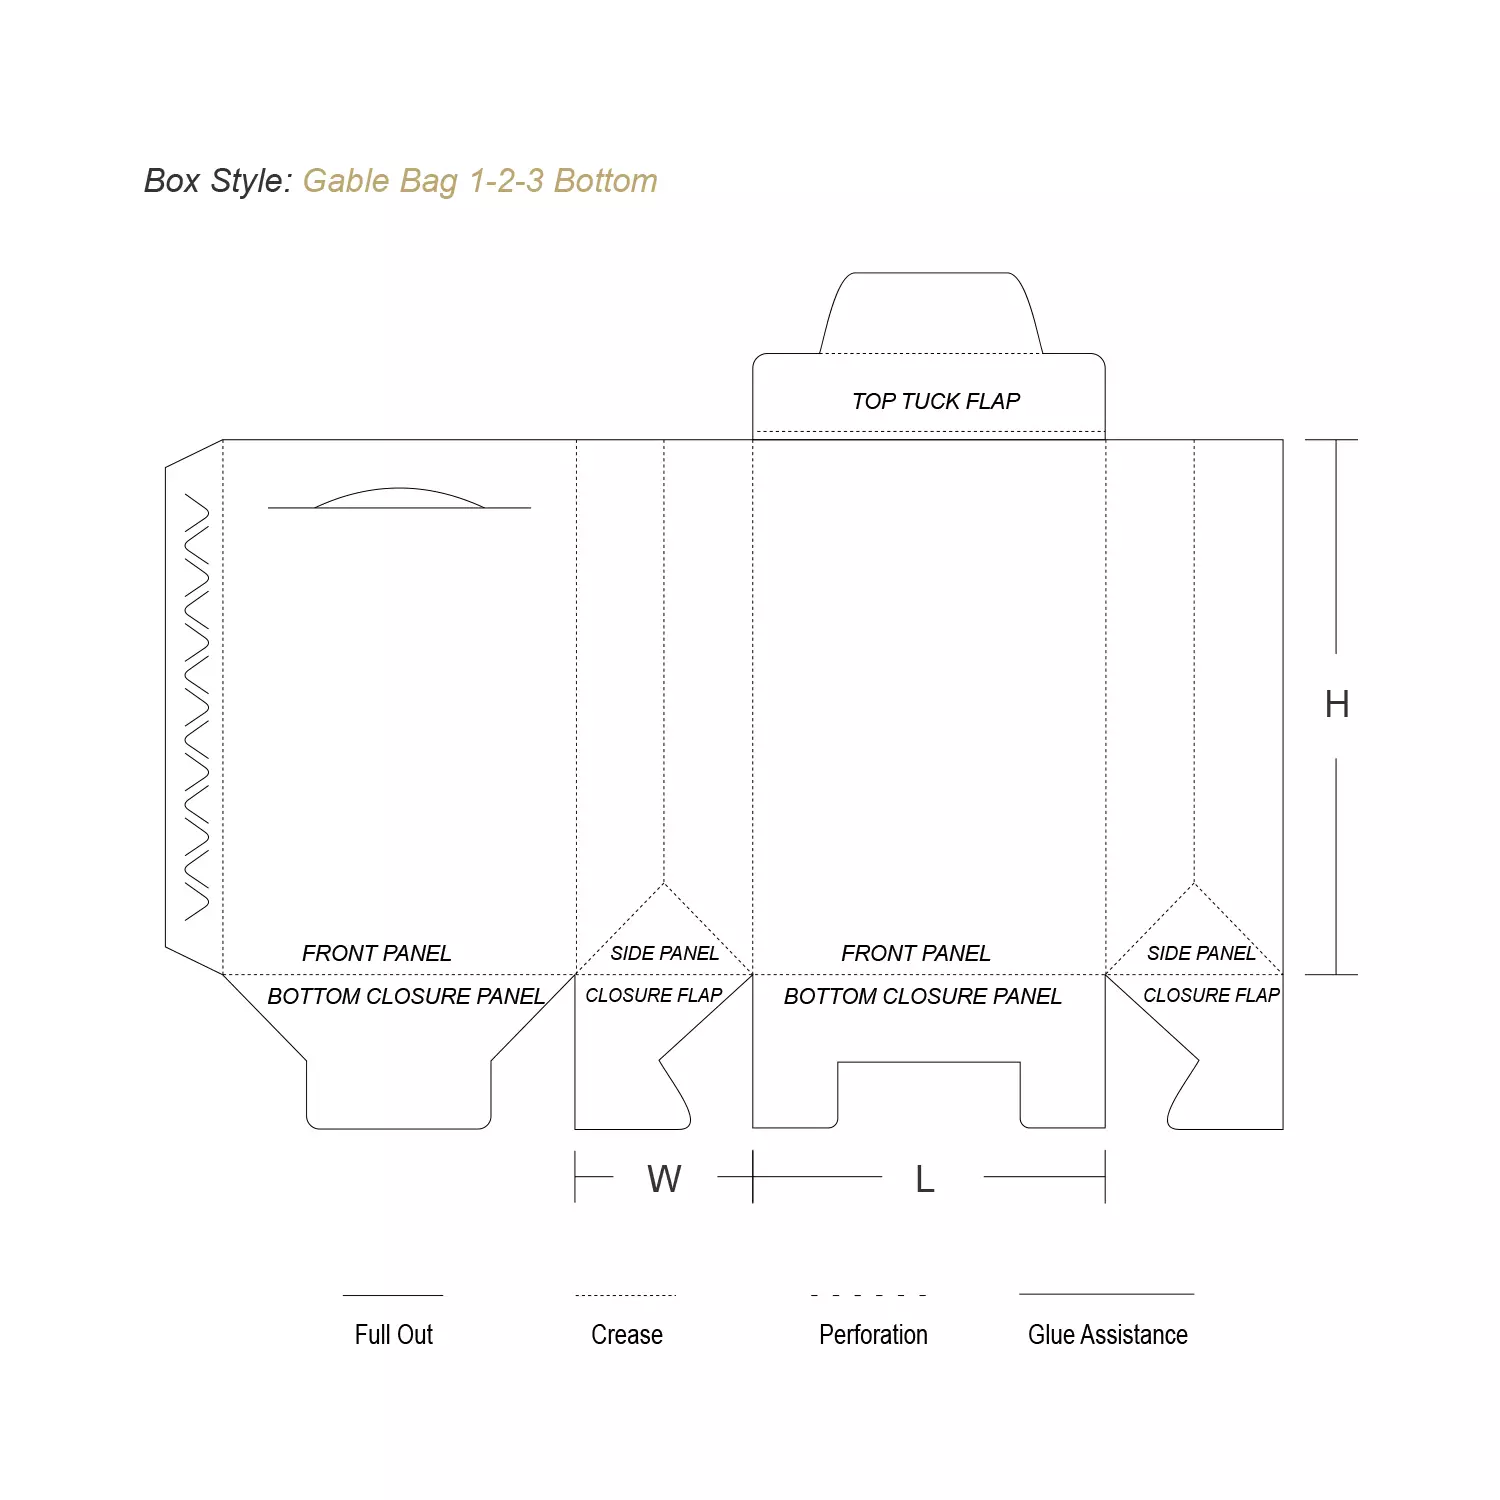 Box Style: Gable Bag 1-2-3 Bottom
TOP TUCK FLAP
H
FRONT PANEL
SIDE PANEL
FRONT PANEL
SIDE PANEL
BOTTOM CLOSURE PANEL
CLOSURE FLAP
BOTTOM CLOSURE PANEL
CLOSURE FLAP
W
L
Full Out
Crease
Perforation
Glue Assistance